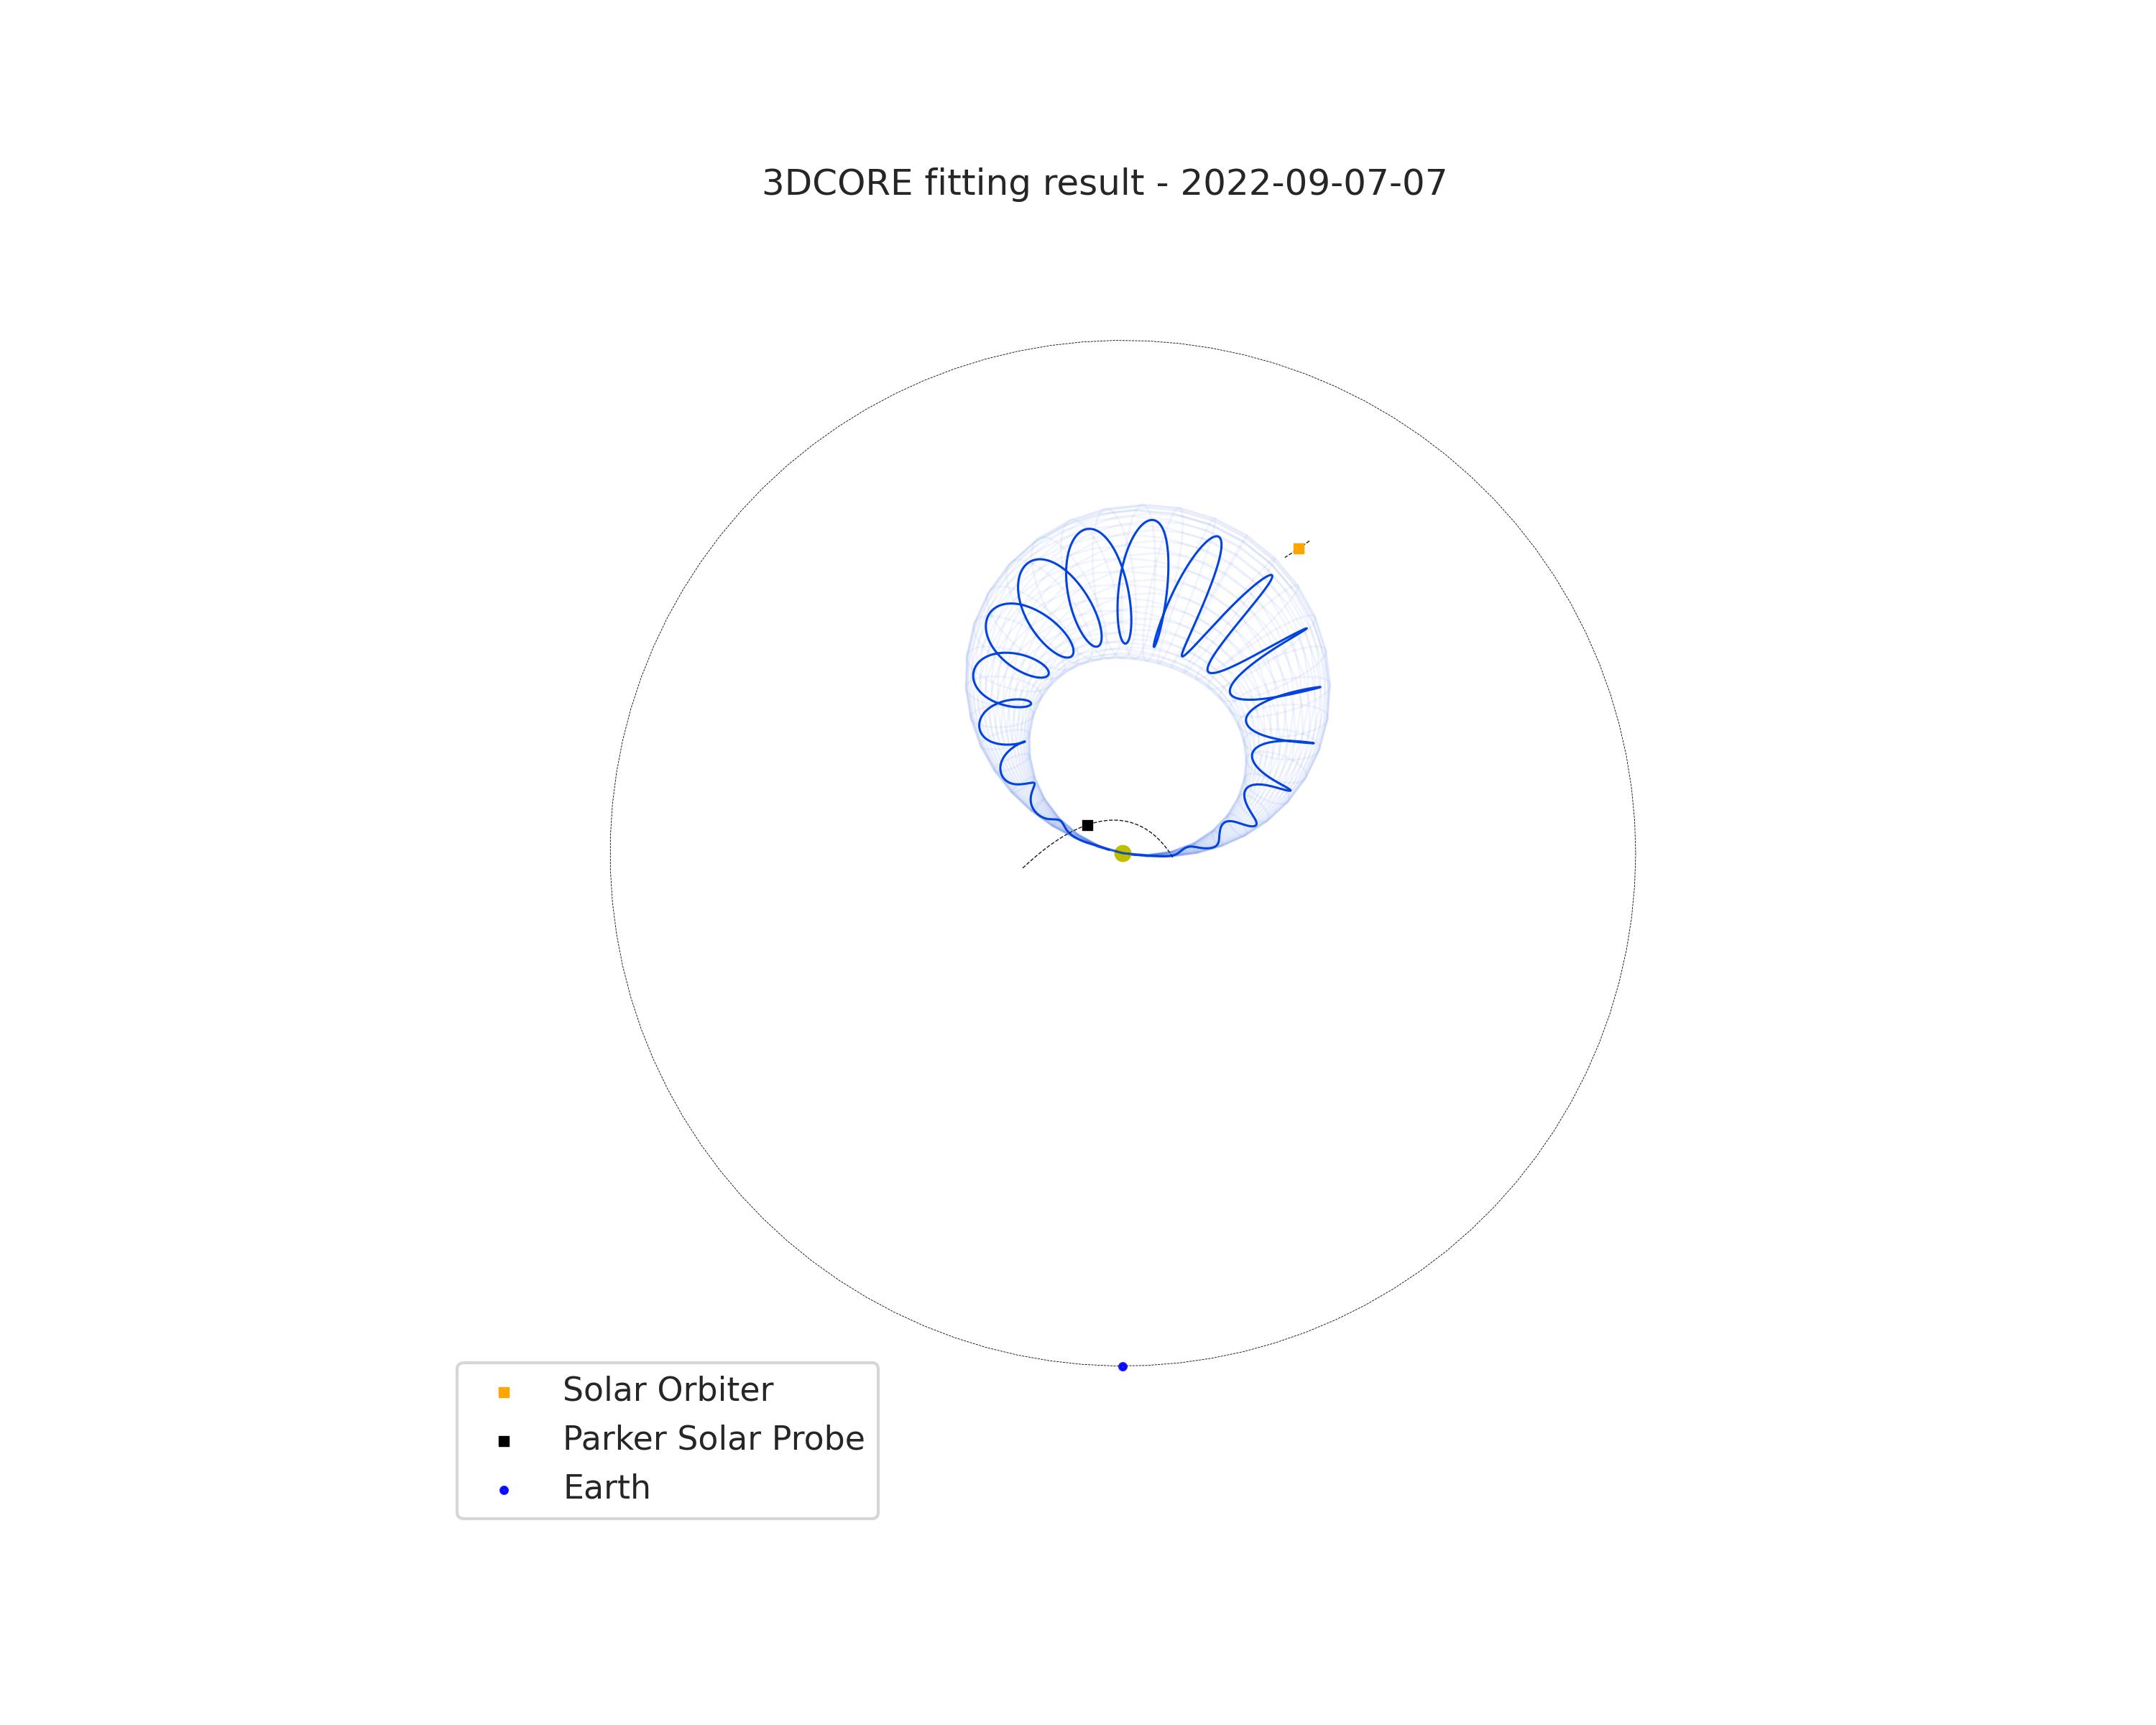 3DCORE fitting result - 2022-09-07-07
Solar Orbiter
Parker Solar Probe
Earth